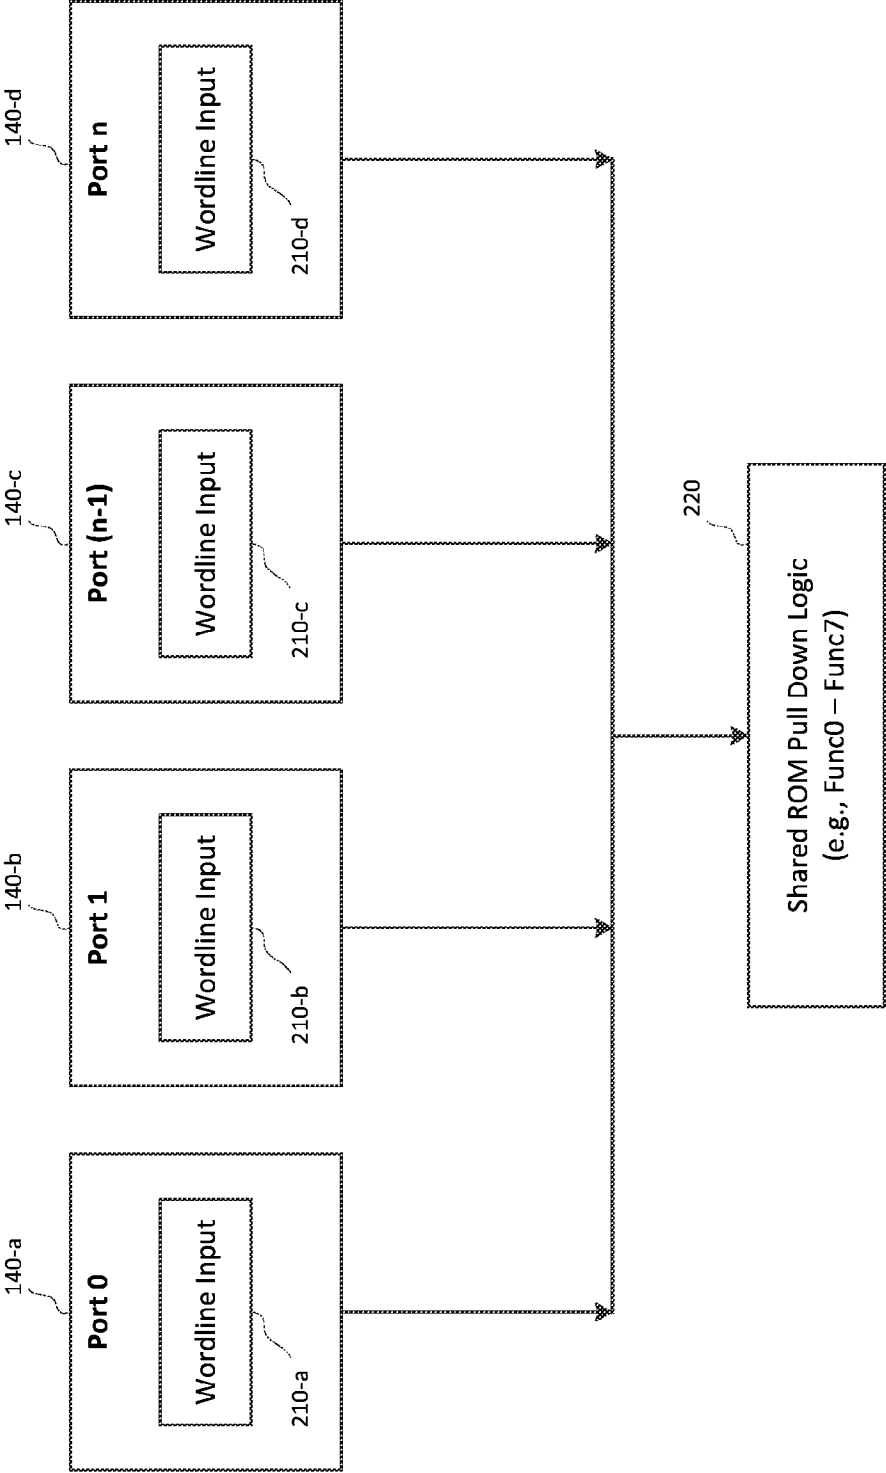 140-a
140-b
140-c
140-d
Port 0
Port 1
Port (n-1)
Port n
Wordline Input
Wordline Input
Wordline Input
Wordline Input
210-a
210-b
210-c
210-d
220
Shared ROM Pull Down Logic
(e.g., Func0 – Func7)